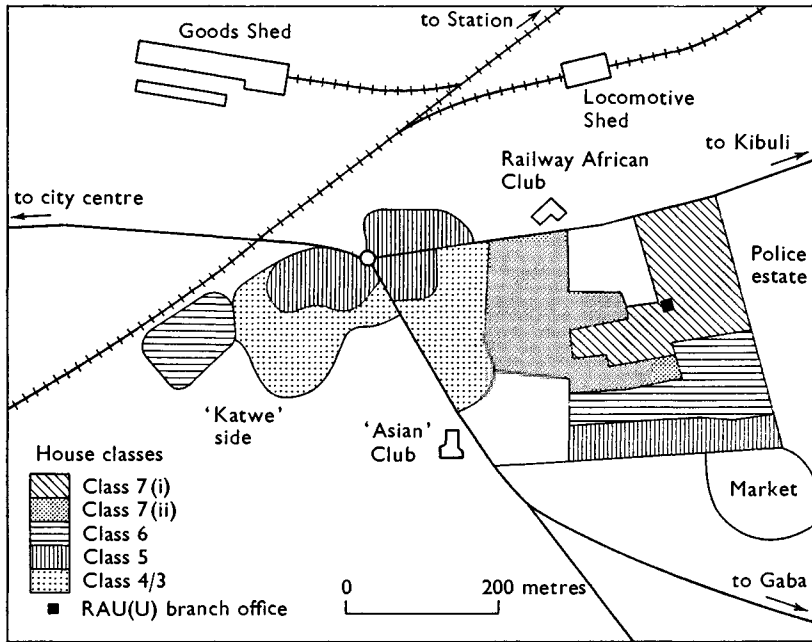 Goods Shed
to Station
Locomotive
Shed
to Kibuli
Railway African
Club
to city centre
Police
estate
'Katwe'
side
'Asian'
Club
Market
House classes
Class 7(i)
Class 7(ii)
Class 6
Class 5
Class 4/3
RAU(U) branch office
0 200 metres
to Gaba